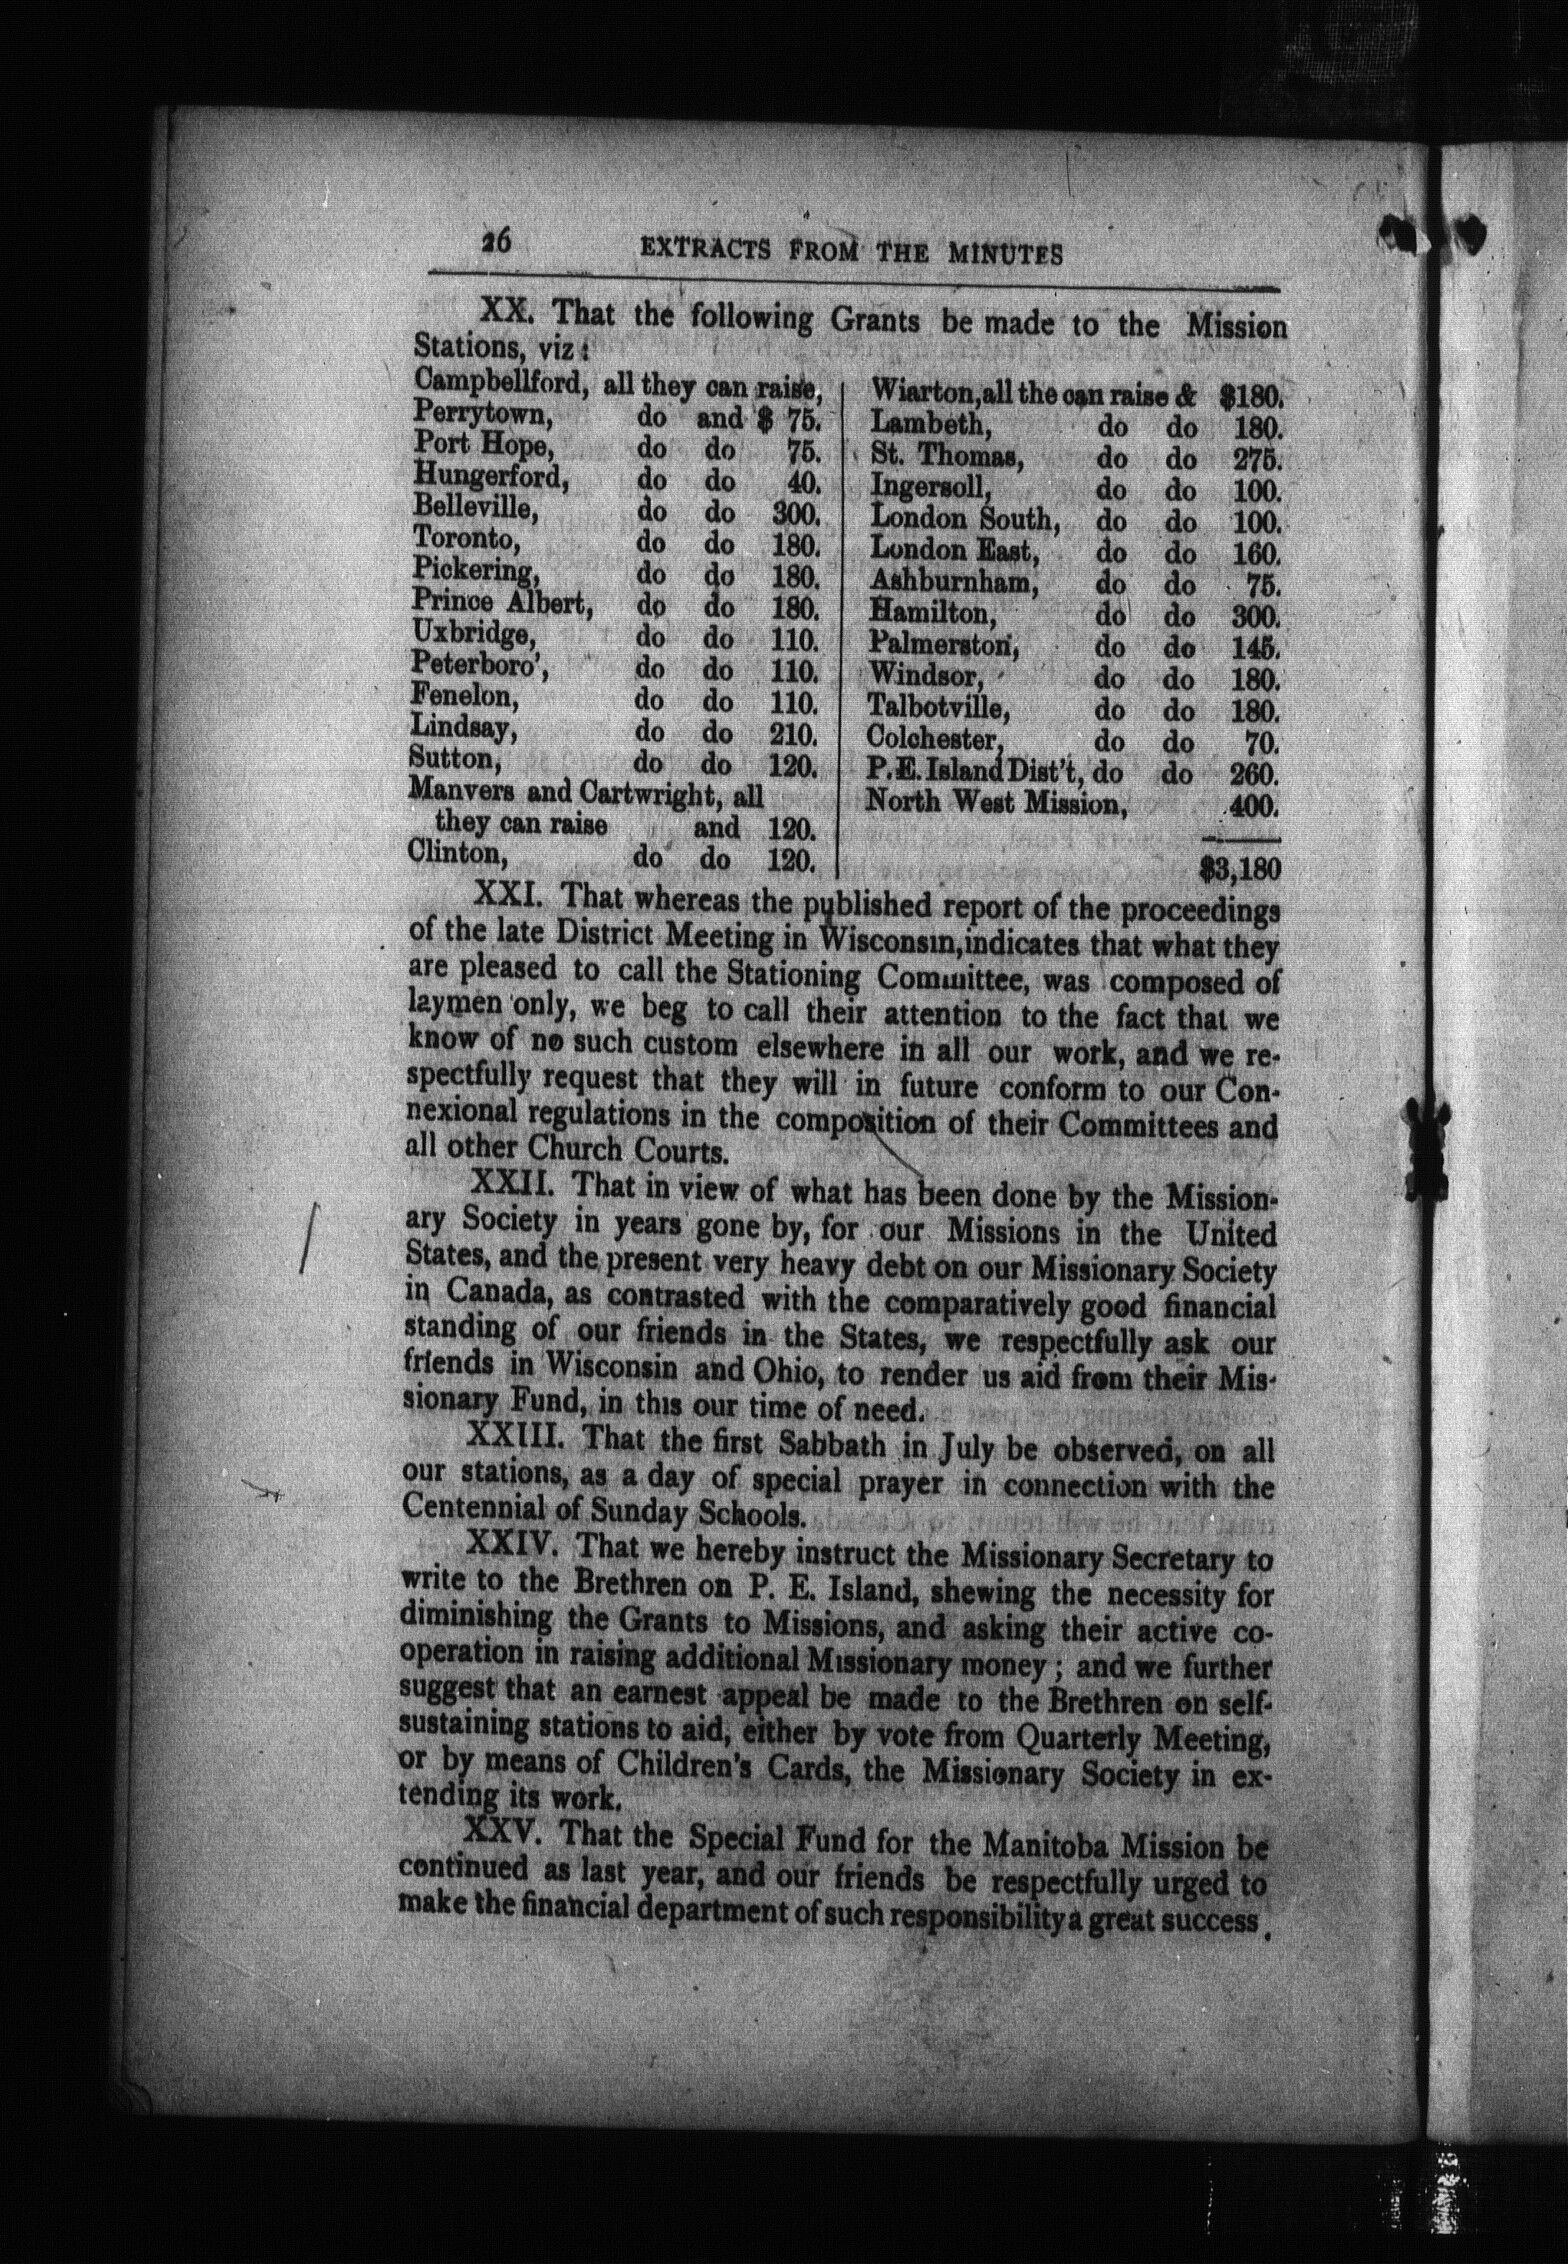 26 EXTRACTS FROM THE MINUTES
XX. That the following Grants be made to the Mission
Stations, viz:
Campbellford, all they can raise,
Perrytown, do and $ 75.
Port Hope, do do 75.
Hungerford, do do 40.
Belleville, do do 300.
Toronto, do do 180.
Pickering, do do 180.
Prince Albert, do do 180.
Uxbridge, do do 110.
Peterboro', do do 110.
Fenelon, do do 110.
Lindsay, do do 210.
Sutton, do do 120.
Manvers and Cartwright, all
they can raise and 120.
Clinton, do do 120.
Wiarton,all the can raise & $180.
Lambeth, do do 180.
St. Thomas, do do 275.
Ingersoll, do do 100.
London South, do do 100.
London East, do do 160.
Ashburnham, do do 75.
Hamilton, do do 300.
Palmerston, do do 145.
Windsor, do do 180.
Talbotville, do do 180.
Colchester, do do 70.
P.E. Island Dist't, do do 260.
North West Mission, 400.
$3,180
XXI. That whereas the published report of the proceedings
of the late District Meeting in Wisconsin,indicates that what they
are pleased to call the Stationing Committee, was composed of
laymen only, we beg to call their attention to the fact that we
know of no such custom elsewhere in all our work, and we re-
spectfully request that they will in future conform to our Con-
nexional regulations in the composition of their Committees and
all other Church Courts.
XXII. That in view of what has been done by the Mission-
ary Society in years gone by, for our Missions in the United
States, and the present very heavy debt on our Missionary Society
in Canada, as contrasted with the comparatively good financial
standing of our friends in the States, we respectfully ask our
friends in Wisconsin and Ohio, to render us aid from their Mis-
sionary Fund, in this our time of need.
XXIII. That the first Sabbath in July be observed, on all
our stations, as a day of special prayer in connection with the
Centennial of Sunday Schools.
XXIV. That we hereby instruct the Missionary Secretary to
write to the Brethren on P. E. Island, shewing the necessity for
diminishing the Grants to Missions, and asking their active co-
operation in raising additional Missionary money ; and we further
suggest that an earnest appeal be made to the Brethren on self-
sustaining stations to aid, either by vote from Quarterly Meeting,
or by means of Children's Cards, the Missionary Society in ex-
tending its work.
XXV. That the Special Fund for the Manitoba Mission be
continued as last year, and our friends be respectfully urged to
make the financial department of such responsibility a great success.